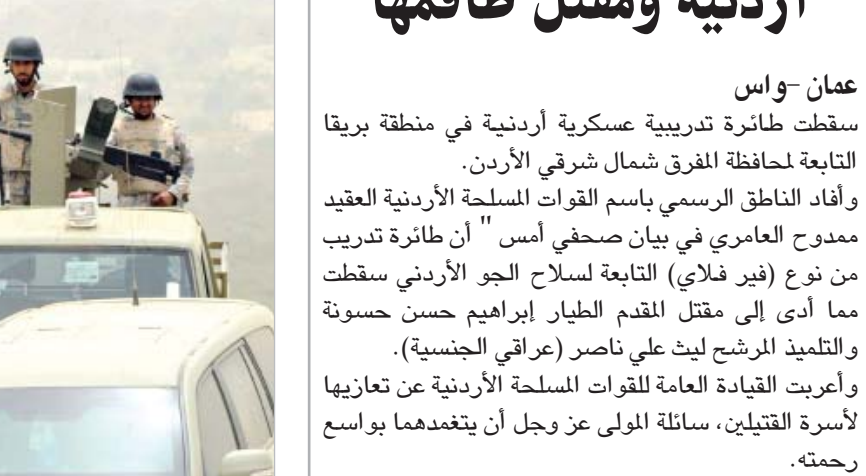 أردنية ومقتل طاقمها
عمان -واس
سقطت طائرة تدريبية عسكرية أردنية في منطقة بريقا
التابعة لمحافظة المفرق شمال شرقي الأردن.
وأفاد الناطق الرسمي باسم القوات المسلحة الأردنية العقيد
ممدوح العامري في بيان صحفي أمس " أن طائرة تدريب
من نوع (فير فلاي) التابعة لسلاح الجو الأردني سقطت
مما أدى إلى مقتل المقدم الطيار إبراهيم حسن حسونة
والتلميذ المرشح ليث علي ناصر (عراقي الجنسية).
وأعربت القيادة العامة للقوات المسلحة الأردنية عن تعازيها
لأسرة القتيلين، سائلة المولى عز وجل أن يتغمدهما بواسع
رحمته.